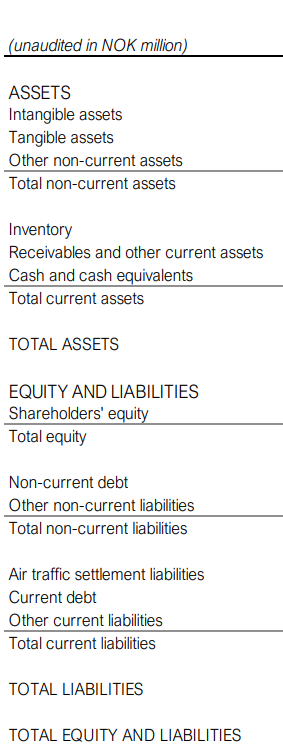 (unaudited in NOK million)
ASSETS
Intangible assets
Tangible assets
Other non-current assets
Total non-current assets
Inventory
Receivables and other current assets
Cash and cash equivalents
Total current assets
TOTAL ASSETS
EQUITY AND LIABILITIES
Shareholders' equity
Total equity
Non-current debt
Other non-current liabilities
Total non-current liabilities
Air traffic settlement liabilities
Current debt
Other current liabilities
Total current liabilities
TOTAL LIABILITIES
TOTAL EQUITY AND LIABILITIES